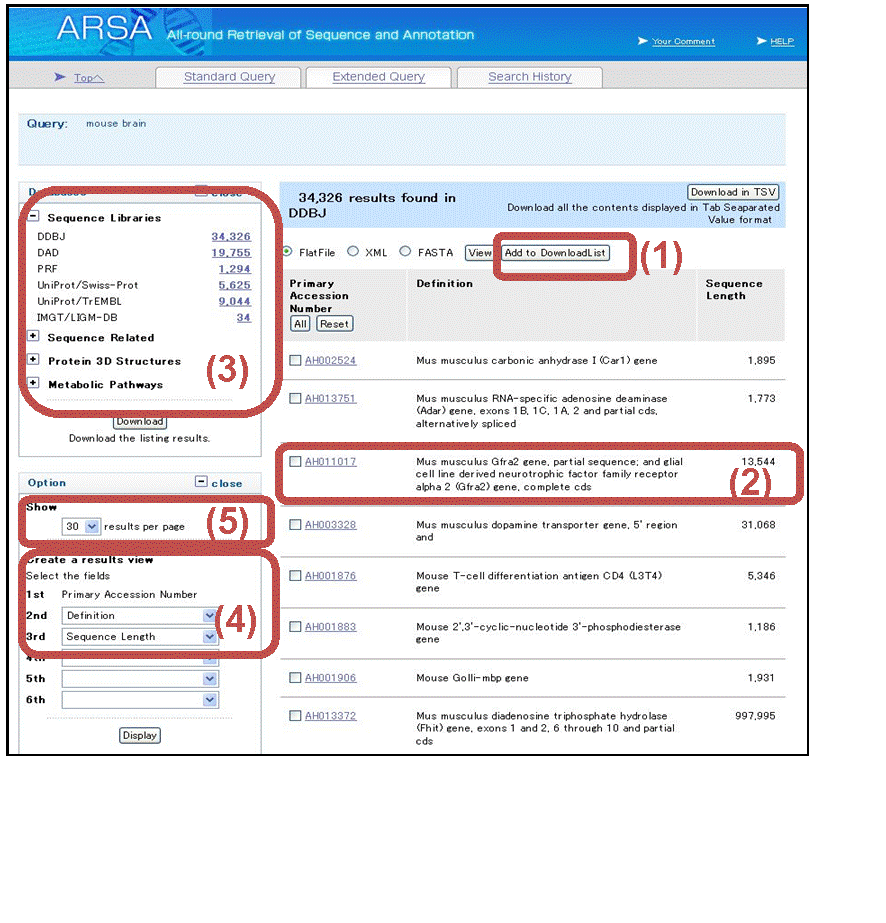 ARSA All-round Retrieval of Sequence and Annotation
Your Comment HELP
Topへ Standard Query Extended Query Search History
Query: mouse brain
Databases close
Sequence Libraries
DDBJ 34,326
DAD 19,755
PRF 1,294
UniProt/Swiss-Prot 5,625
UniProt/TrEMBL 9,044
IMGT/LIGM-DB 34
Sequence Related
Protein 3D Structures
Metabolic Pathways
(3)
Download
Download the listing results.
Option close
Show
30 results per page
(5)
Create a results view
Select the fields
1st Primary Accession Number
2nd Definition
3rd Sequence Length
(4)
4th
5th
6th
Display
34,326 results found in
DDBJ
Download in TSV
Download all the contents displayed in Tab Seaparated
Value format
FlatFile XML FASTA View Add to DownloadList
(1)
Primary
Accession
Number
All Reset
Definition
Sequence
Length
AH002524 Mus musculus carbonic anhydrase I (Car1) gene 1,895
AH013751 Mus musculus RNA-specific adenosine deaminase 1,773
(Adar) gene, exons 1B, 1C, 1A, 2 and partial cds,
alternatively spliced
AH011017 Mus musculus Gfra2 gene, partial sequence; and glial 13,544
cell line derived neurotrophic factor family receptor
alpha 2 (Gfra2) gene, complete cds
(2)
AH003328 Mus musculus dopamine transporter gene, 5' region 31,068
and
AH001876 Mouse T-cell differentiation antigen CD4 (L3T4) 5,346
gene
AH001883 Mouse 2',3'-cyclic-nucleotide 3'-phosphodiesterase 1,186
gene
AH001906 Mouse Golli-mbp gene 1,931
AH013372 Mus musculus diadenosine triphosphate hydrolase 997,995
(Fhit) gene, exons 1 and 2, 6 through 10 and partial
cds